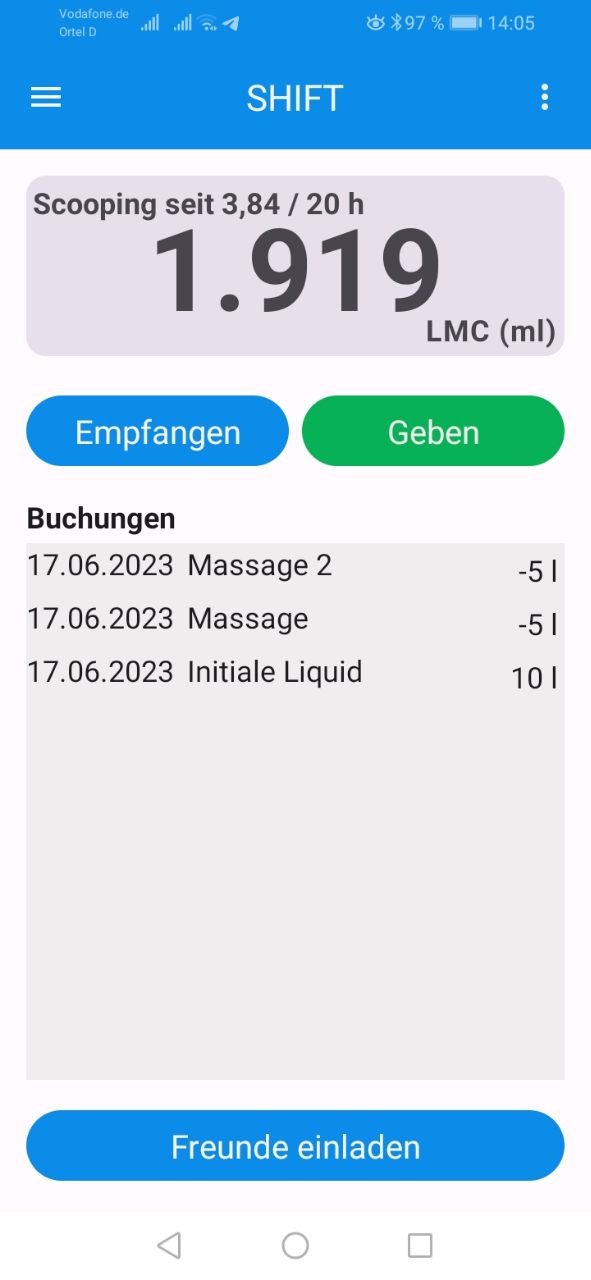 Vodafone.de
Ortel D
97 % 14:05
SHIFT
Scooping seit 3,84 / 20 h
1.919
LMC (ml)
Empfangen Geben
Buchungen
17.06.2023 Massage 2 -5 l
17.06.2023 Massage -5 l
17.06.2023 Initiale Liquid 10 l
Freunde einladen